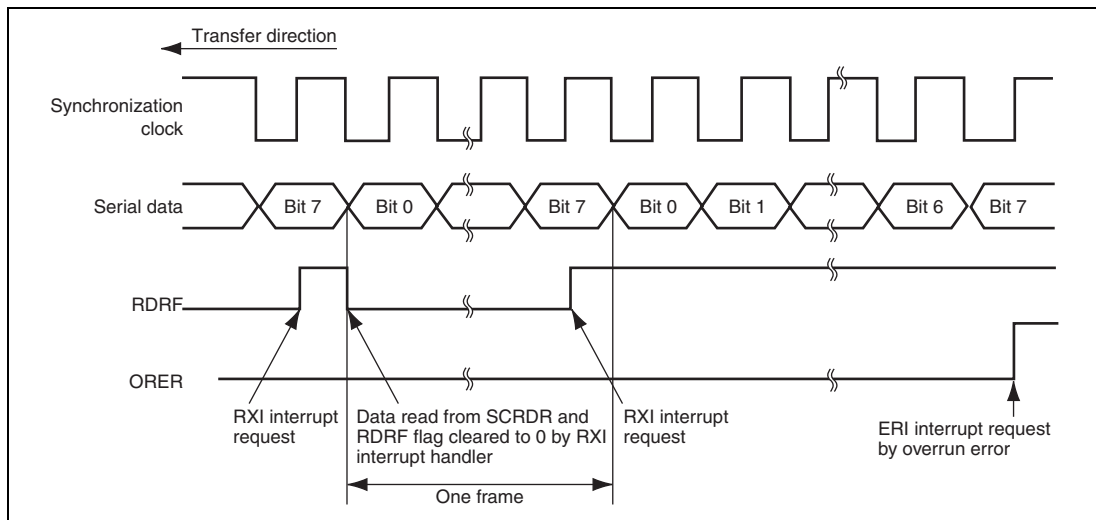 Transfer direction
Synchronization
clock
Serial data
Bit 7
Bit 0
Bit 7
Bit 0
Bit 1
Bit 6
Bit 7
RDRF
ORER
RXI interrupt
request
Data read from SCRDR and
RDRF flag cleared to 0 by RXI
interrupt handler
RXI interrupt
request
ERI interrupt request
by overrun error
One frame